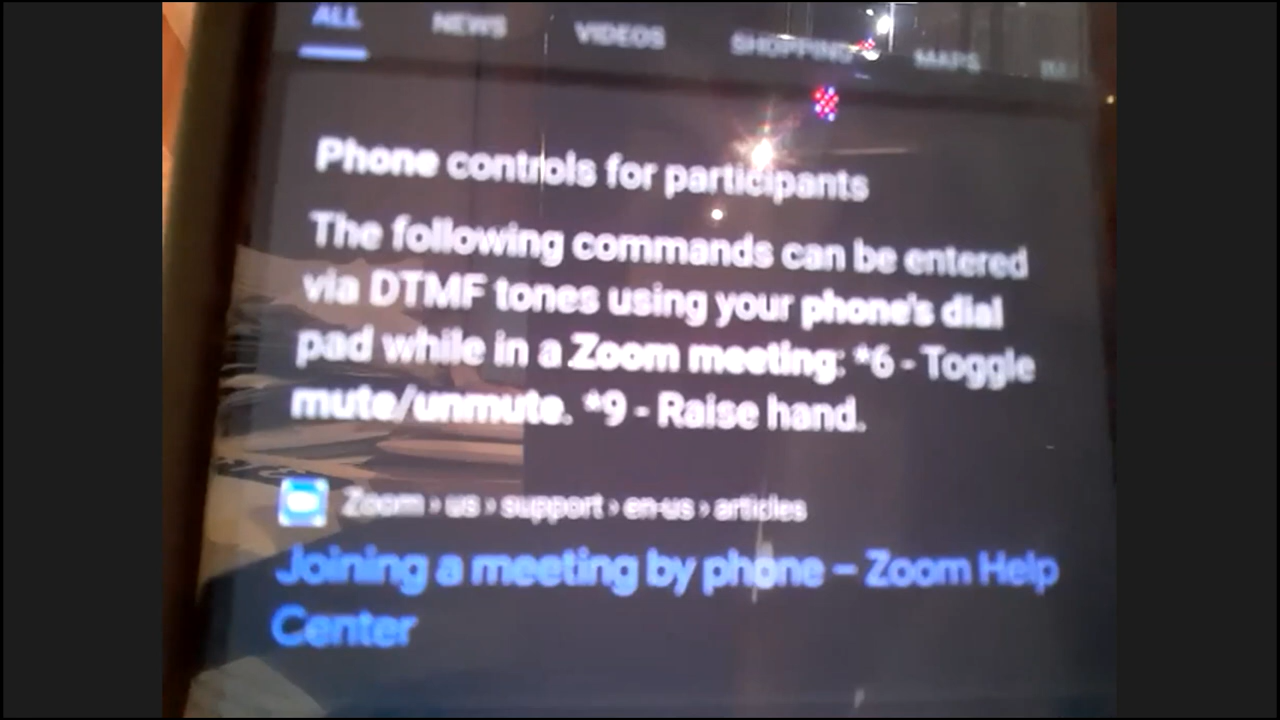 ALL NEWS VIDEOS SHOPPING MAPS
Phone controls for participants
The following commands can be entered
via DTMF tones using your phone's dial
pad while in a Zoom meeting: *6 - Toggle
mute/unmute. *9 - Raise hand.
Zoom › us › support › en-us › articles
Joining a meeting by phone – Zoom Help
Center